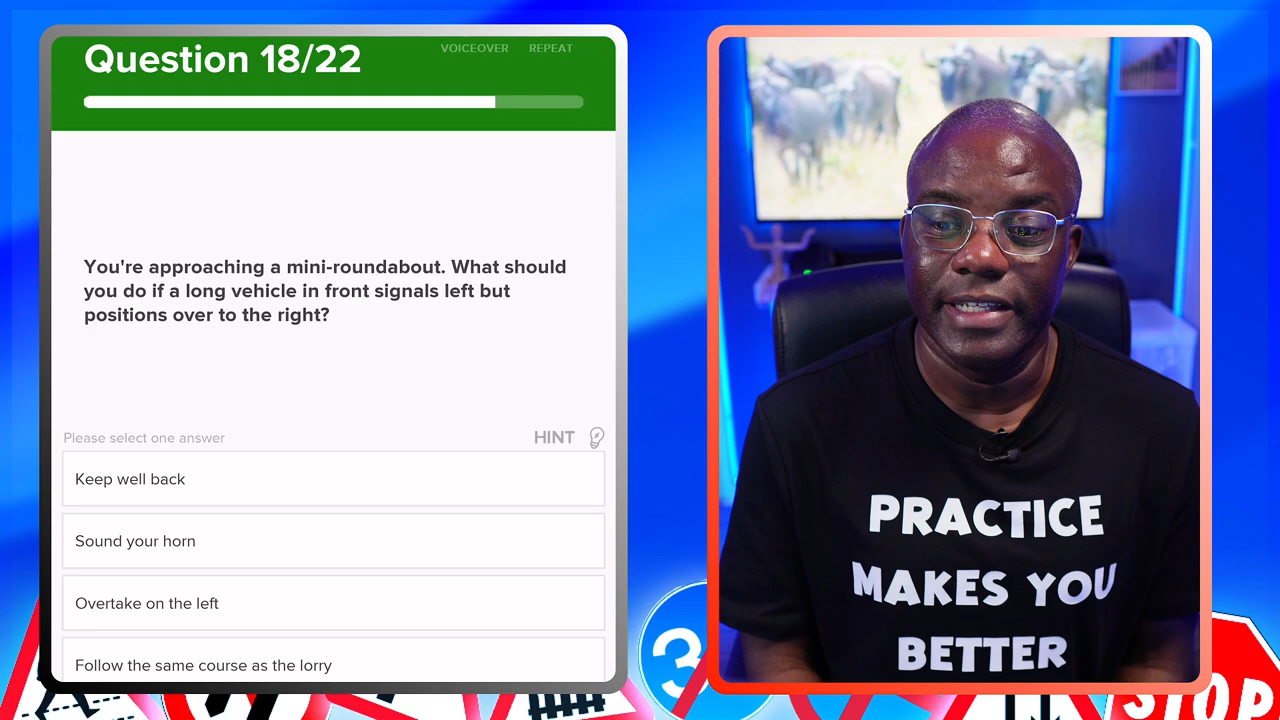 Question 18/22
VOICEOVER REPEAT
You're approaching a mini-roundabout. What should
you do if a long vehicle in front signals left but
positions over to the right?
Please select one answer
HINT
Keep well back
Sound your horn
Overtake on the left
Follow the same course as the lorry
PRACTICE
MAKES YOU
BETTER
3
STOP